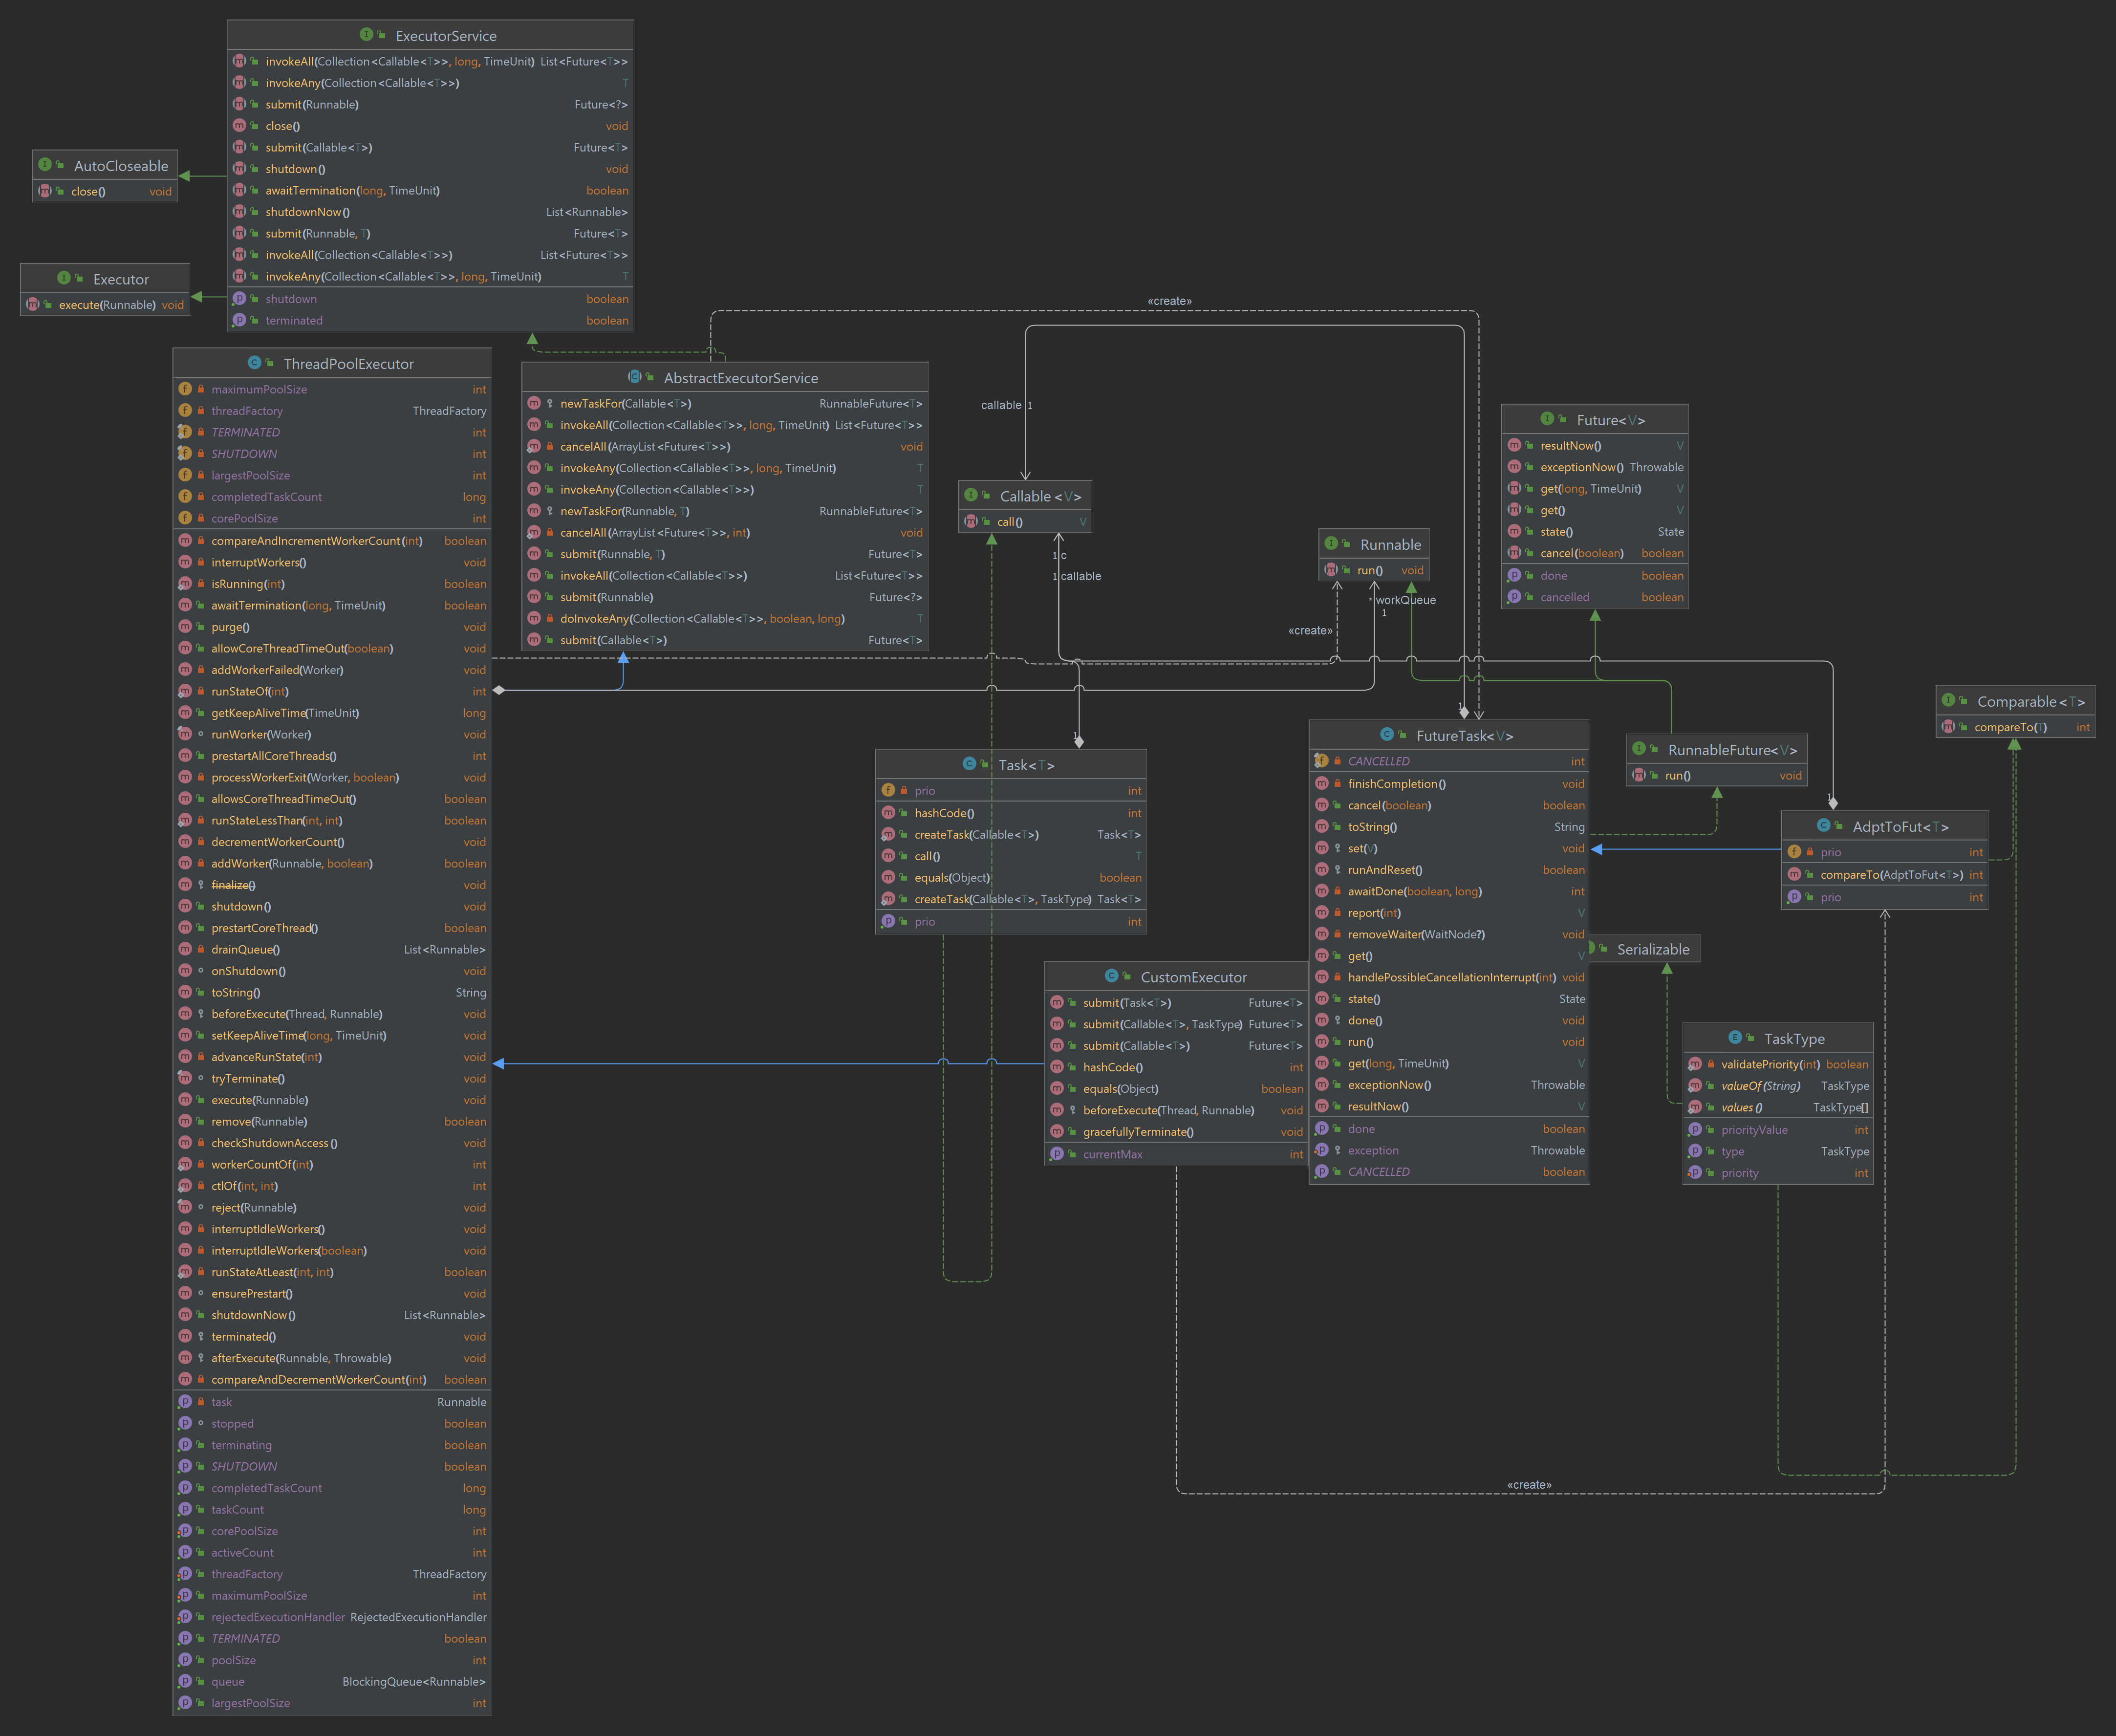 ExecutorService
invokeAll(Collection<Callable<T>>, long, TimeUnit) List<Future<T>>
invokeAny(Collection<Callable<T>>) T
submit(Runnable) Future<?>
close() void
submit(Callable<T>) Future<T>
shutdown() void
awaitTermination(long, TimeUnit) boolean
shutdownNow() List<Runnable>
submit(Runnable, T) Future<T>
invokeAll(Collection<Callable<T>>) List<Future<T>>
invokeAny(Collection<Callable<T>>, long, TimeUnit) T
shutdown boolean
terminated boolean
AutoCloseable
close() void
Executor
execute(Runnable) void
ThreadPoolExecutor
maximumPoolSize int
threadFactory ThreadFactory
TERMINATED int
SHUTDOWN int
largestPoolSize int
completedTaskCount long
corePoolSize int
compareAndIncrementWorkerCount(int) boolean
interruptWorkers() void
isRunning(int) boolean
awaitTermination(long, TimeUnit) boolean
purge() void
allowCoreThreadTimeOut(boolean) void
addWorkerFailed(Worker) void
runStateOf(int) int
getKeepAliveTime(TimeUnit) long
runWorker(Worker) void
prestartAllCoreThreads() int
processWorkerExit(Worker, boolean) void
allowsCoreThreadTimeOut() boolean
runStateLessThan(int, int) boolean
decrementWorkerCount() void
addWorker(Runnable, boolean) boolean
finalize() void
shutdown() void
prestartCoreThread() boolean
drainQueue() List<Runnable>
onShutdown() void
toString() String
beforeExecute(Thread, Runnable) void
setKeepAliveTime(long, TimeUnit) void
advanceRunState(int) void
tryTerminate() void
execute(Runnable) void
remove(Runnable) boolean
checkShutdownAccess() void
workerCountOf(int) int
ctlOf(int, int) int
reject(Runnable) void
interruptIdleWorkers() void
interruptIdleWorkers(boolean) void
runStateAtLeast(int, int) boolean
ensurePrestart() void
shutdownNow() List<Runnable>
terminated() void
afterExecute(Runnable, Throwable) void
compareAndDecrementWorkerCount(int) boolean
task Runnable
stopped boolean
terminating boolean
SHUTDOWN boolean
completedTaskCount long
taskCount long
corePoolSize int
activeCount int
threadFactory ThreadFactory
maximumPoolSize int
rejectedExecutionHandler RejectedExecutionHandler
TERMINATED boolean
poolSize int
queue BlockingQueue<Runnable>
largestPoolSize int
AbstractExecutorService
newTaskFor(Callable<T>) RunnableFuture<T>
invokeAll(Collection<Callable<T>>, long, TimeUnit) List<Future<T>>
cancelAll(ArrayList<Future<T>>) void
invokeAny(Collection<Callable<T>>, long, TimeUnit) T
invokeAny(Collection<Callable<T>>) T
newTaskFor(Runnable, T) RunnableFuture<T>
cancelAll(ArrayList<Future<T>>, int) void
submit(Runnable, T) Future<T>
invokeAll(Collection<Callable<T>>) List<Future<T>>
submit(Runnable) Future<?>
doInvokeAny(Collection<Callable<T>>, boolean, long) T
submit(Callable<T>) Future<T>
«create»
callable 1
Callable<V>
call() V
1 c
1 callable
Runnable
run() void
* workQueue
1
«create»
Future<V>
resultNow() V
exceptionNow() Throwable
get(long, TimeUnit) V
get() V
state() State
cancel(boolean) boolean
done boolean
cancelled boolean
Comparable<T>
compareTo(T) int
RunnableFuture<V>
run() void
1
Task<T>
prio int
hashCode() int
createTask(Callable<T>) Task<T>
call() T
equals(Object) boolean
createTask(Callable<T>, TaskType) Task<T>
prio int
1
FutureTask<V>
CANCELLED int
finishCompletion() void
cancel(boolean) boolean
toString() String
set(V) void
runAndReset() boolean
awaitDone(boolean, long) int
report(int) V
removeWaiter(WaitNode?) void
get() V
handlePossibleCancellationInterrupt(int) void
state() State
done() void
run() void
get(long, TimeUnit) V
exceptionNow() Throwable
resultNow() V
done boolean
exception Throwable
CANCELLED boolean
1
AdptToFut<T>
prio int
compareTo(AdptToFut<T>) int
prio int
Serializable
CustomExecutor
submit(Task<T>) Future<T>
submit(Callable<T>, TaskType) Future<T>
submit(Callable<T>) Future<T>
hashCode() int
equals(Object) boolean
beforeExecute(Thread, Runnable) void
gracefullyTerminate() void
currentMax int
TaskType
validatePriority(int) boolean
valueOf(String) TaskType
values() TaskType[]
priorityValue int
type TaskType
priority int
«create»